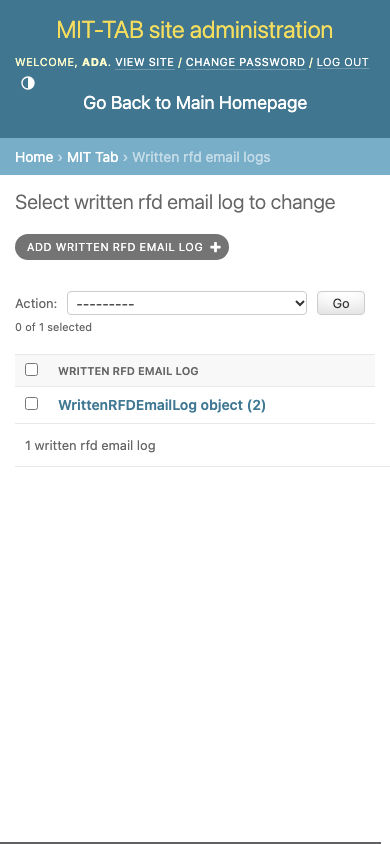 MIT-TAB site administration
WELCOME, ADA. VIEW SITE / CHANGE PASSWORD / LOG OUT
Go Back to Main Homepage
Home › MIT Tab › Written rfd email logs
Select written rfd email log to change
ADD WRITTEN RFD EMAIL LOG +
Action: --------- Go
0 of 1 selected
WRITTEN RFD EMAIL LOG
WrittenRFDEmailLog object (2)
1 written rfd email log